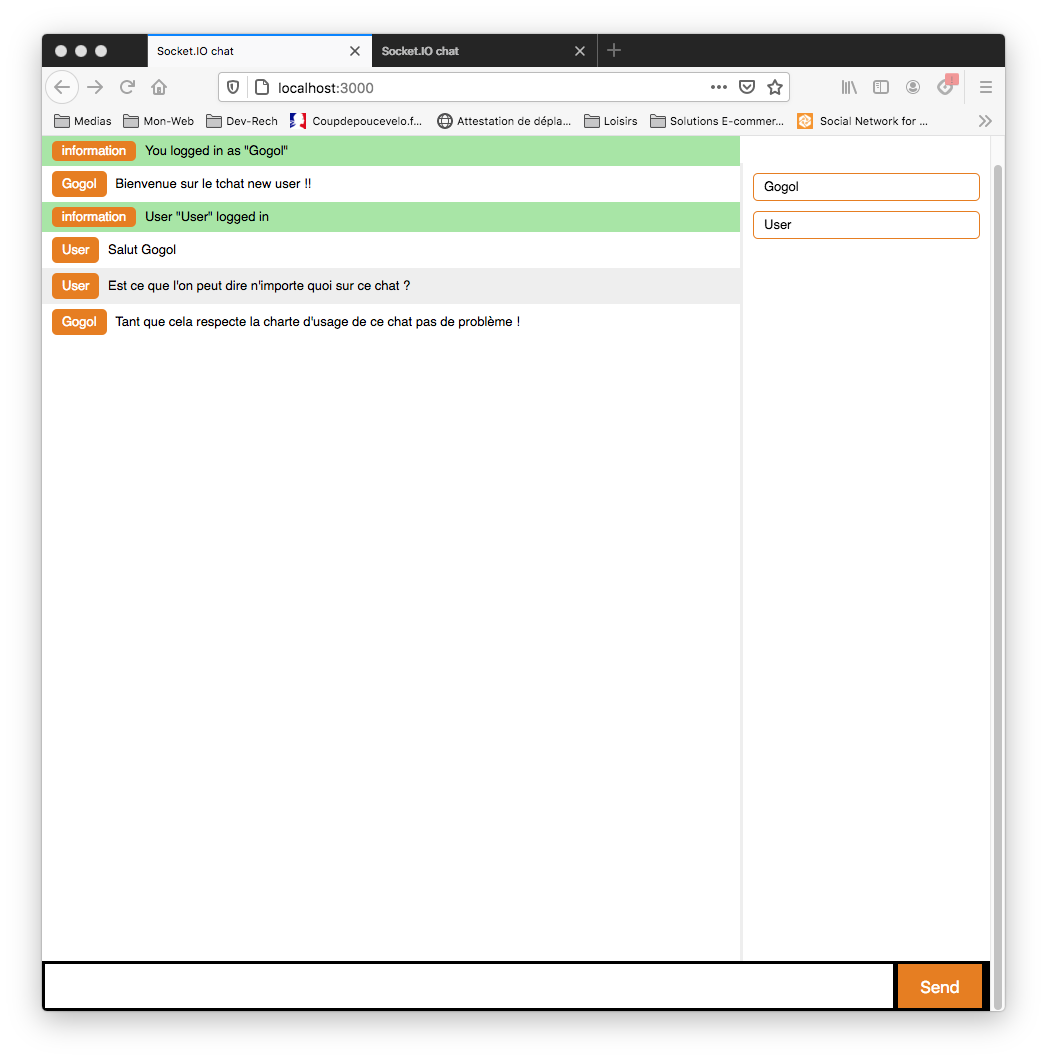 Socket.IO chat Socket.IO chat
localhost:3000
Medias Mon-Web Dev-Rech Coupdepoucevelo.f... Attestation de dépla... Loisirs Solutions E-commer... Social Network for ...
information You logged in as "Gogol"
Gogol Bienvenue sur le tchat new user !!
Gogol
information User "User" logged in
User
User Salut Gogol
User Est ce que l'on peut dire n'importe quoi sur ce chat ?
Gogol Tant que cela respecte la charte d'usage de ce chat pas de problème !
Send